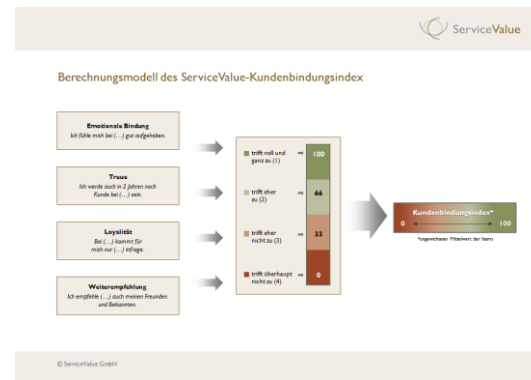 ServiceValue
Berechnungsmodell des ServiceValue-Kundenbindungsindex
Emotionale Bindung
Ich fühle mich bei (…) gut aufgehoben.
Treue
Ich werde auch in 2 Jahren noch
Kunde bei (…) sein.
Loyalität
Bei (…) kommt für
mich nur (…) infrage.
Weiterempfehlung
Ich empfehle (…) auch meinen Freunden
und Bekannten.
trifft voll und
ganz zu (1)
100
trifft eher
zu (2)
66
trifft eher
nicht zu (3)
33
trifft überhaupt
nicht zu (4)
0
Kundenbindungsindex*
0
100
*ungewichteter Mittelwert der Items
© ServiceValue GmbH